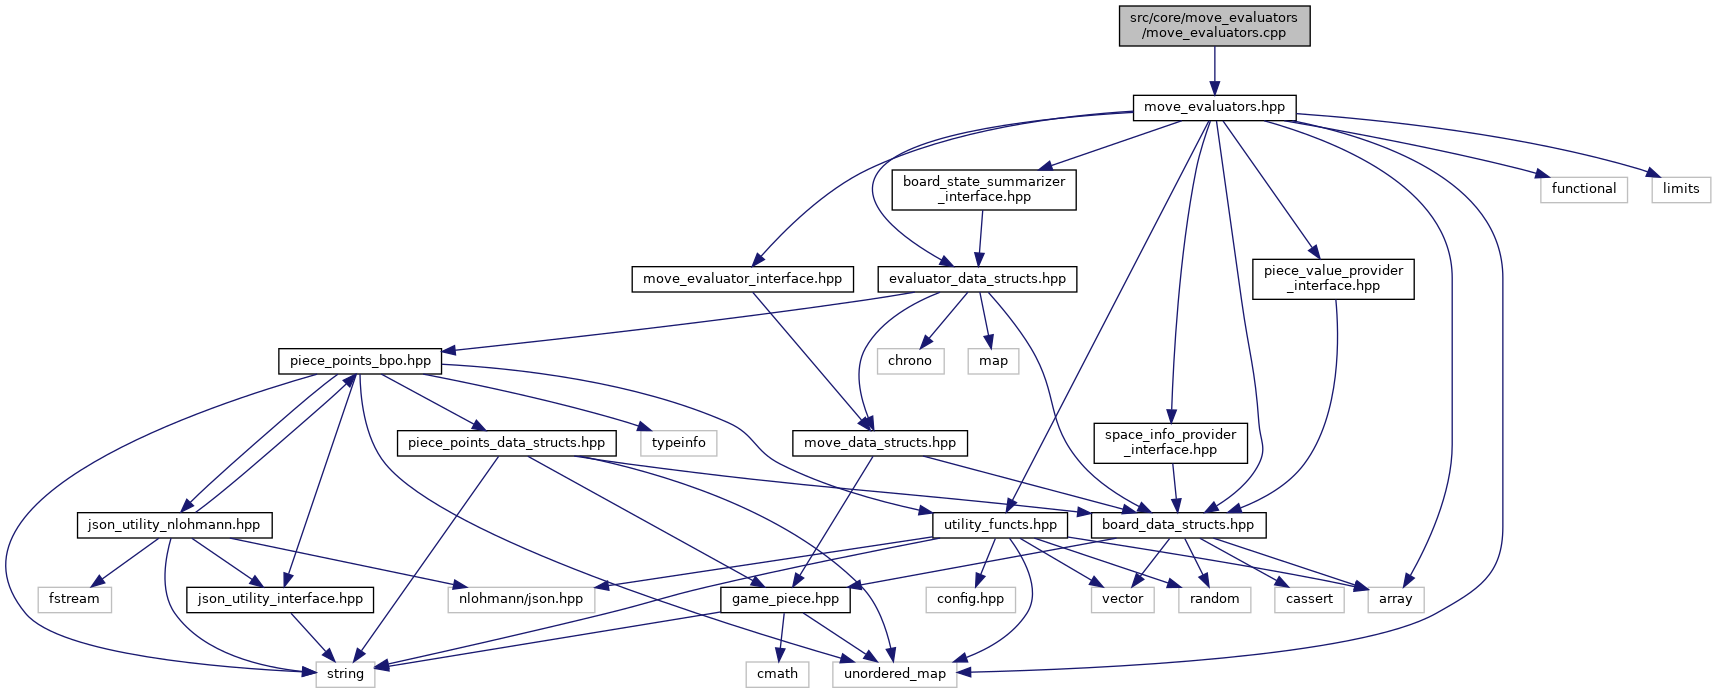 src/core/move_evaluators
/move_evaluators.cpp
move_evaluators.hpp
board_state_summarizer
_interface.hpp
functional
limits
move_evaluator_interface.hpp
evaluator_data_structs.hpp
piece_value_provider
_interface.hpp
piece_points_bpo.hpp
chrono
map
piece_points_data_structs.hpp
typeinfo
move_data_structs.hpp
space_info_provider
_interface.hpp
json_utility_nlohmann.hpp
utility_functs.hpp
board_data_structs.hpp
fstream
json_utility_interface.hpp
nlohmann/json.hpp
game_piece.hpp
config.hpp
vector
random
cassert
array
string
cmath
unordered_map